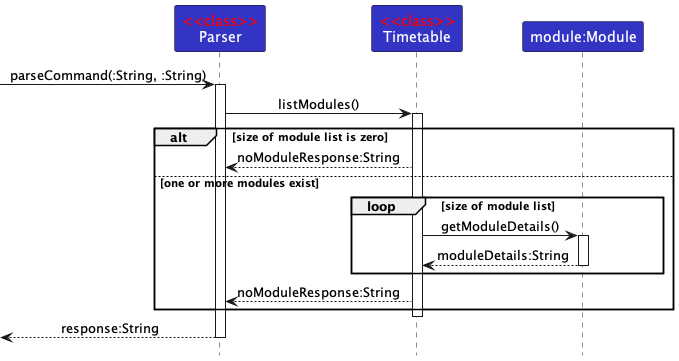 <<class>>
Parser
<<class>>
Timetable
module:Module
parseCommand(:String, :String)
listModules()
alt [size of module list is zero]
noModuleResponse:String
[one or more modules exist]
loop [size of module list]
getModuleDetails()
moduleDetails:String
noModuleResponse:String
response:String